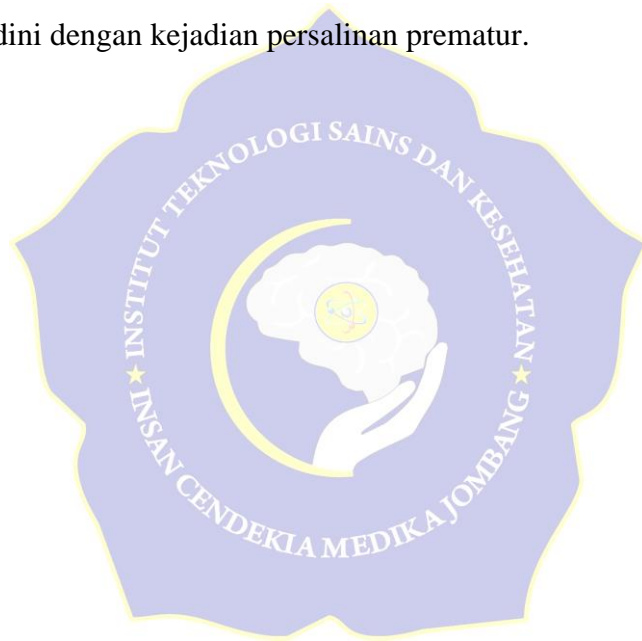 dini dengan kejadian persalinan prematur.
INSTITUT TEKNOLOGI SAINS DAN KESEHATAN
INSAN CENDEKIA MEDIKA JOMBANG